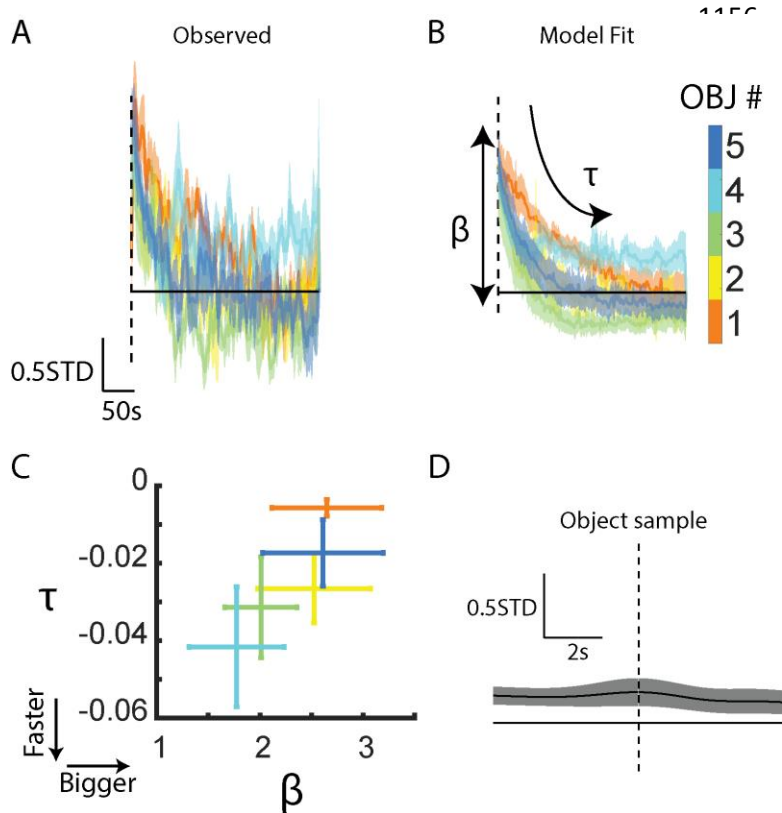 A
Observed
0.5STD
50s
B
Model Fit
β
τ
OBJ #
5
4
3
2
1
C
0
-0.02
-0.04
-0.06
τ
1
2
3
β
Faster
Bigger
D
Object sample
0.5STD
2s